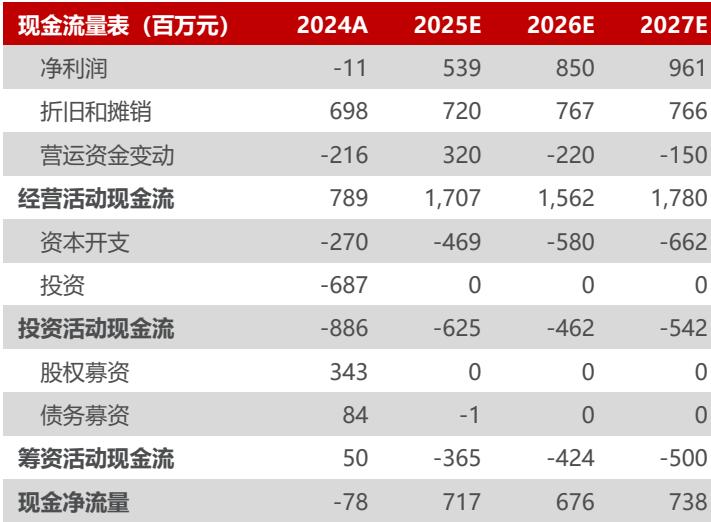 现金流量表（百万元） 2024A 2025E 2026E 2027E
净利润 -11 539 850 961
折旧和摊销 698 720 767 766
营运资金变动 -216 320 -220 -150
经营活动现金流 789 1,707 1,562 1,780
资本开支 -270 -469 -580 -662
投资 -687 0 0 0
投资活动现金流 -886 -625 -462 -542
股权募资 343 0 0 0
债务募资 84 -1 0 0
筹资活动现金流 50 -365 -424 -500
现金净流量 -78 717 676 738